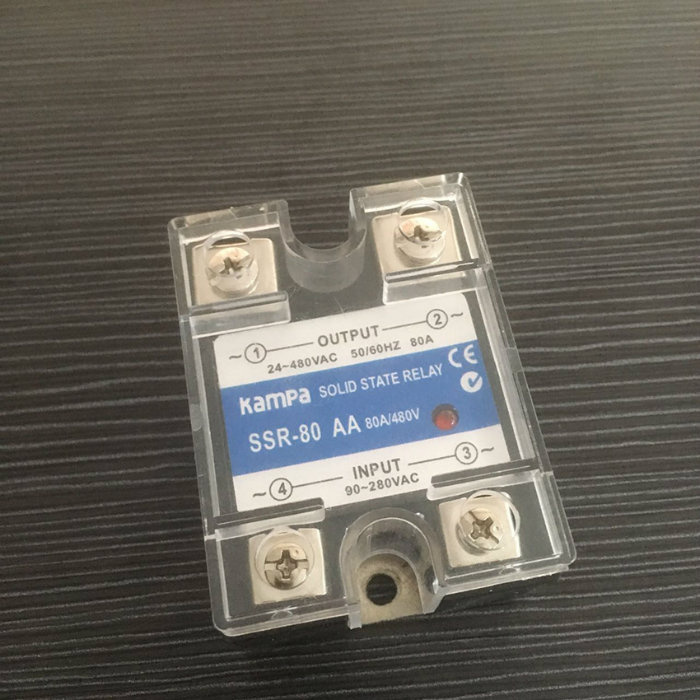 ~① OUTPUT ②~
24~480VAC 50/60HZ 80A
CE
Kampa SOLID STATE RELAY
SSR-80 AA 80A/480V
~④ INPUT ③~
90~280VAC